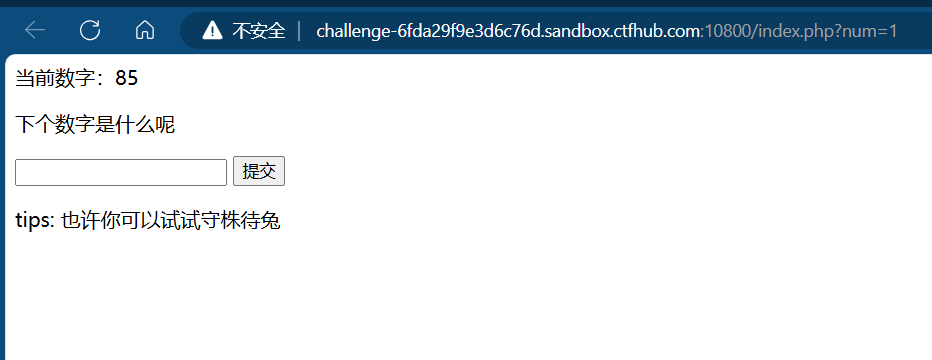 不安全 challenge-6fda29f9e3d6c76d.sandbox.ctfhub.com:10800/index.php?num=1
当前数字：85
下个数字是什么呢
提交
tips: 也许你可以试试守株待兔